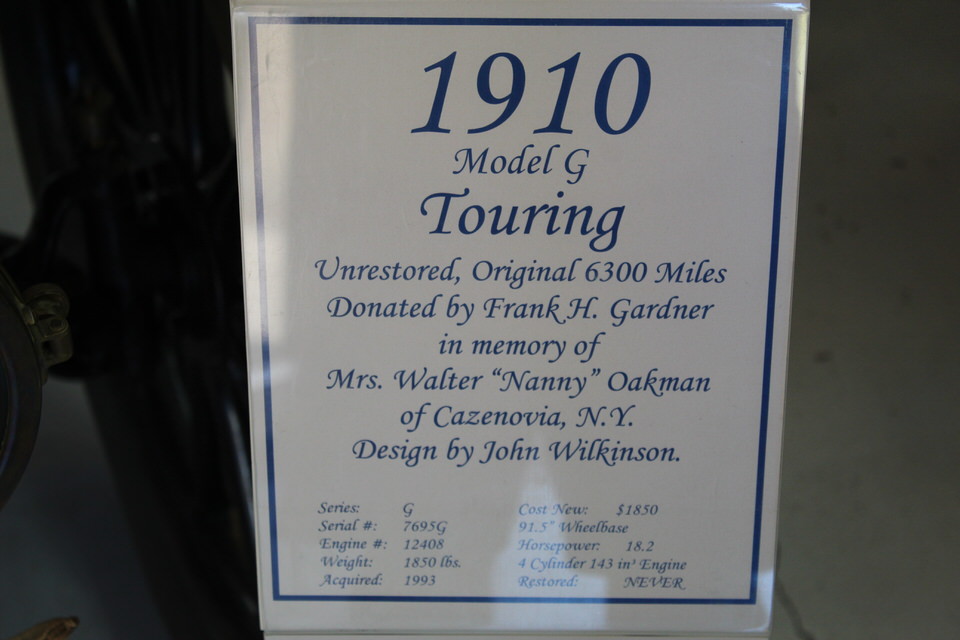 1910
Model G
Touring
Unrestored, Original 6300 Miles
Donated by Frank H. Gardner
in memory of
Mrs. Walter “Nanny” Oakman
of Cazenovia, N.Y.
Design by John Wilkinson.
Series: G
Serial #: 7695G
Engine #: 12408
Weight: 1850 lbs.
Acquired: 1993
Cost New: $1850
91.5" Wheelbase
Horsepower: 18.2
4 Cylinder 143 in³ Engine
Restored: NEVER